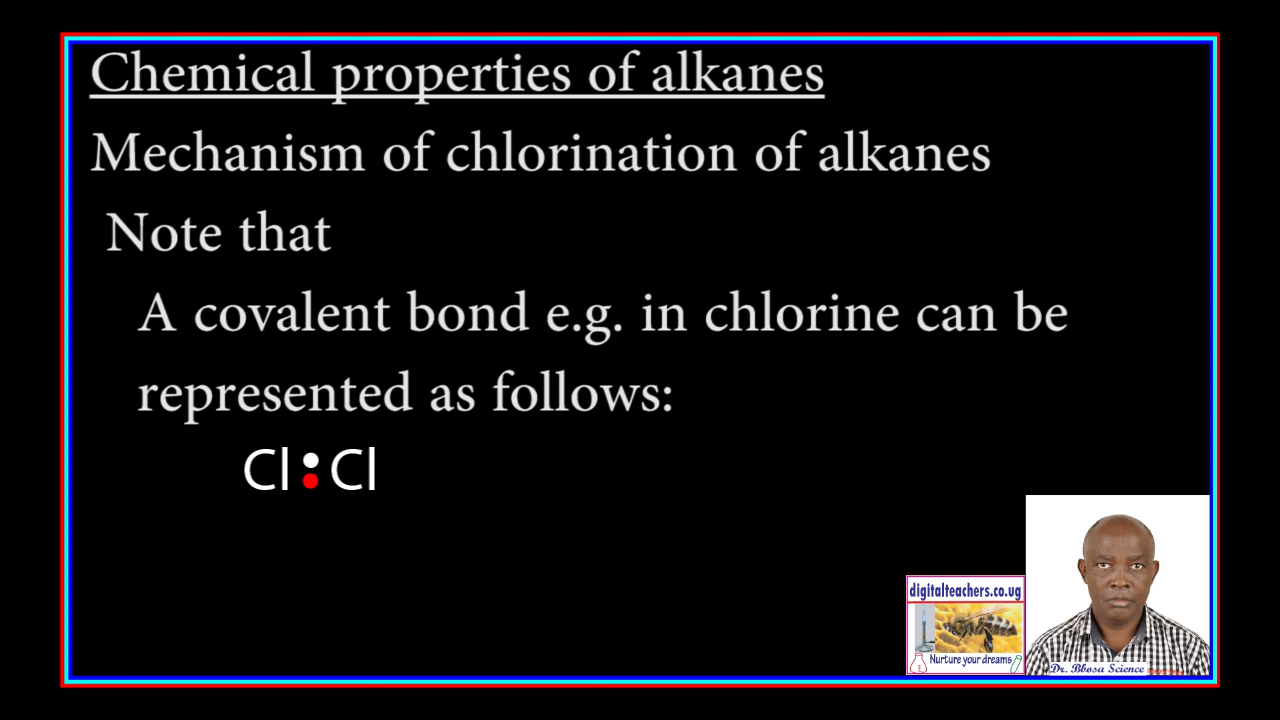 Chemical properties of alkanes
Mechanism of chlorination of alkanes
Note that
A covalent bond e.g. in chlorine can be
represented as follows:
Cl:Cl
digitalteachers.co.ug
Nurture your dreams
Dr. Bbosa Science